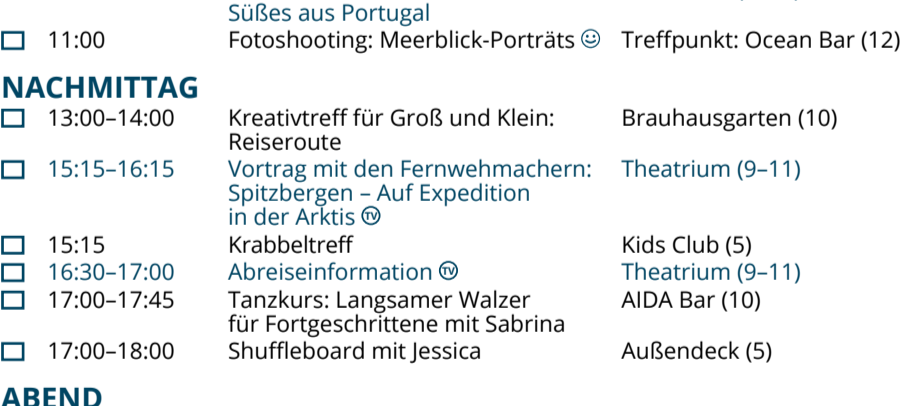 Süßes aus Portugal
11:00 Fotoshooting: Meerblick-Porträts ☺ Treffpunkt: Ocean Bar (12)
NACHMITTAG
13:00–14:00 Kreativtreff für Groß und Klein: Brauhausgarten (10)
Reiseroute
15:15–16:15 Vortrag mit den Fernwehmachern: Theatrium (9–11)
Spitzbergen – Auf Expedition
in der Arktis TV
15:15 Krabbeltreff Kids Club (5)
16:30–17:00 Abreiseinformation TV Theatrium (9–11)
17:00–17:45 Tanzkurs: Langsamer Walzer AIDA Bar (10)
für Fortgeschrittene mit Sabrina
17:00–18:00 Shuffleboard mit Jessica Außendeck (5)
ABEND